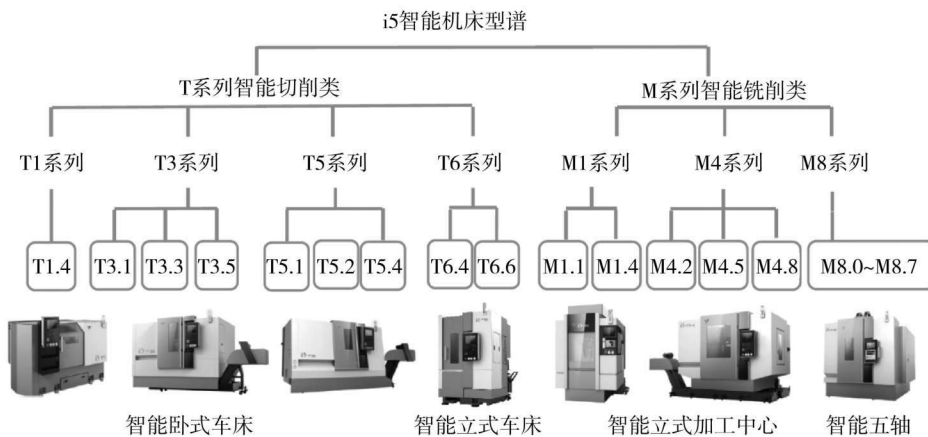 i5智能机床型谱
T系列智能切削类 M系列智能铣削类
T1系列 T3系列 T5系列 T6系列 M1系列 M4系列 M8系列
T1.4 T3.1 T3.3 T3.5 T5.1 T5.2 T5.4 T6.4 T6.6 M1.1 M1.4 M4.2 M4.5 M4.8 M8.0~M8.7
智能卧式车床 智能立式车床 智能立式加工中心 智能五轴